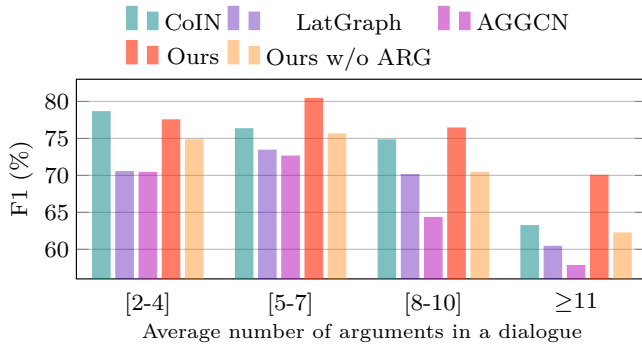 CoIN LatGraph AGGCN
Ours Ours w/o ARG
F1 (%)
80
75
70
65
60
[2-4] [5-7] [8-10] ≥11
Average number of arguments in a dialogue